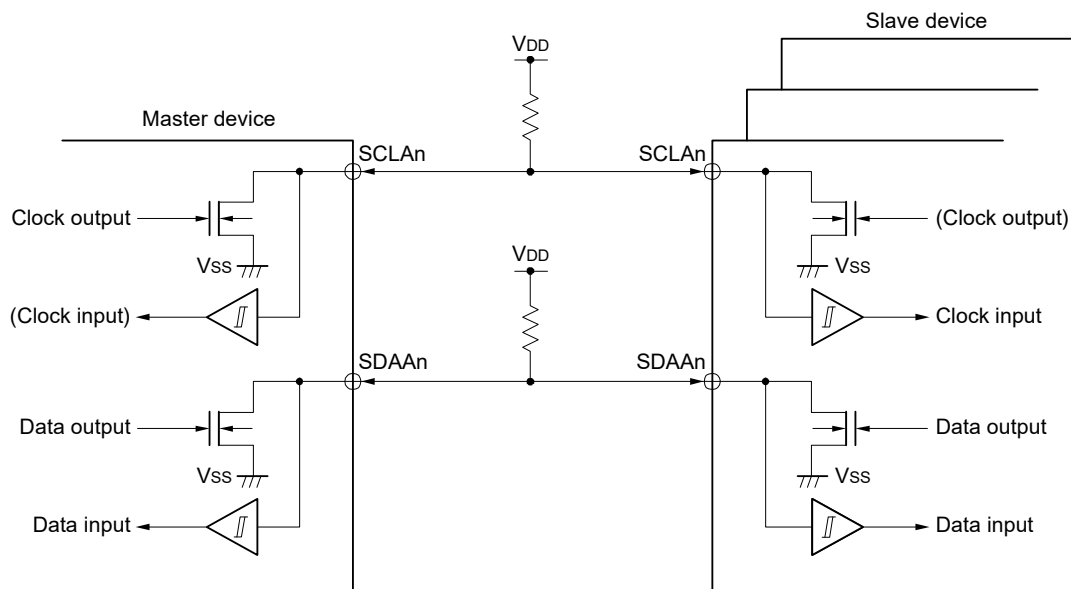 Slave device
VDD
Master device
SCLAn
SCLAn
Clock output
(Clock output)
VSS
VSS
VDD
(Clock input)
Clock input
SDAAn
SDAAn
Data output
Data output
VSS
VSS
Data input
Data input